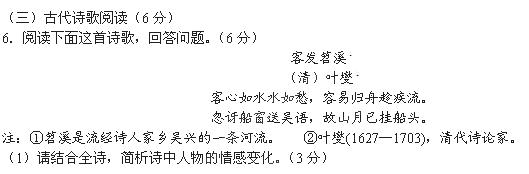 （三）古代诗歌阅读（6 分）
6．阅读下面这首诗歌，回答问题。（6 分）
客发苕溪
（清）叶燮
客心如水水如愁，容易归舟趁疾流。
忽讶船窗送吴语，故山月已挂船头。
注：①苕溪是流经诗人家乡吴兴的一条河流。 ②叶燮(1627—1703)，清代诗论家。
（1）请结合全诗，简析诗中人物的情感变化。（3 分）